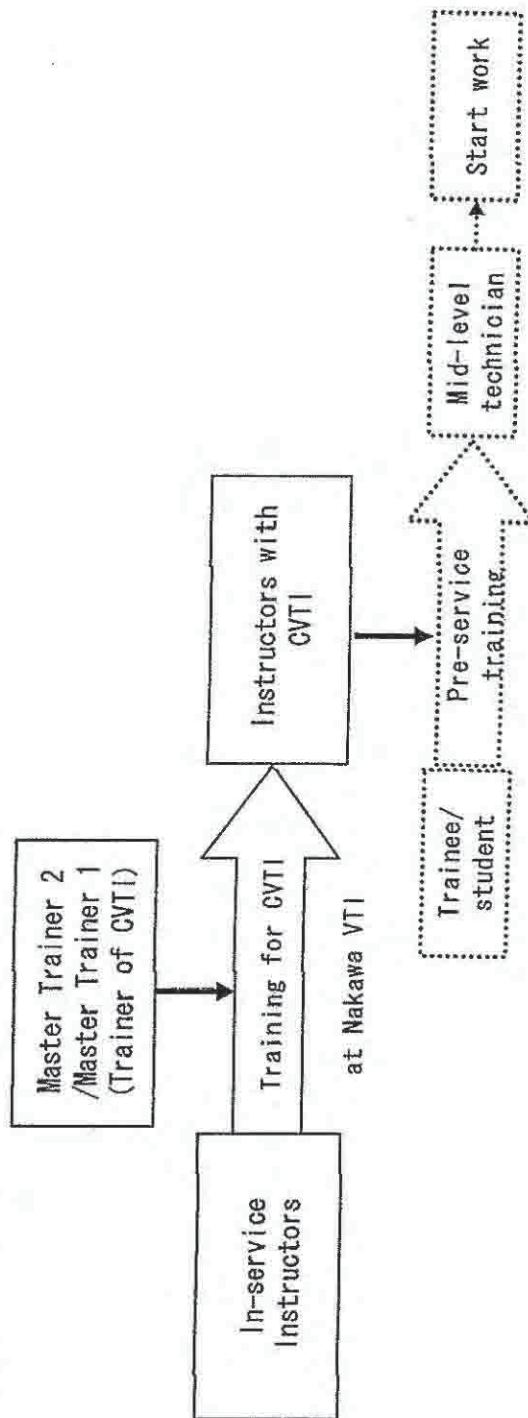 Master Trainer 2
/Master Trainer 1
(Trainer of CVTI)
In-service
Instructors
Training for CVTI
at Nakawa VTI
Instructors with
CVTI
Trainee/
student
Pre-service
training
Mid-level
technician
Start work